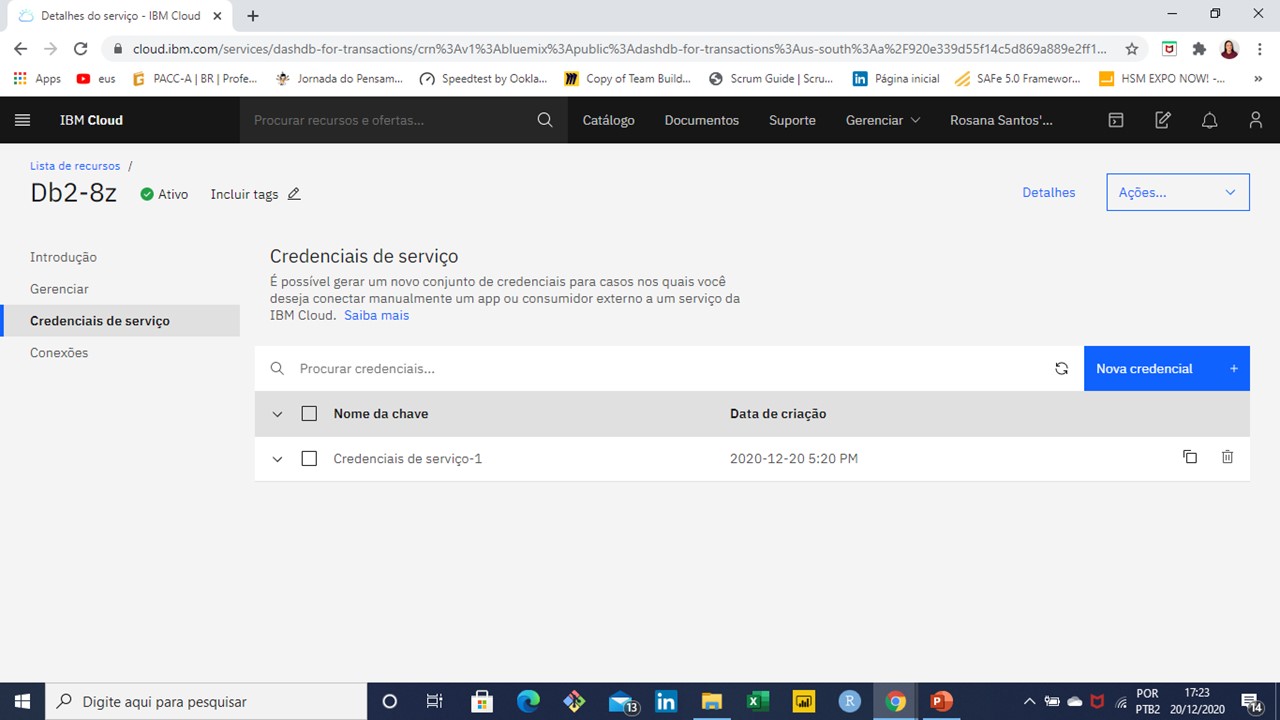 Detalhes do serviço - IBM Cloud
cloud.ibm.com/services/dashdb-for-transactions/crn%3Av1%3Abluemix%3Apublic%3Adashdb-for-transactions%3Aus-south%3Aa%2F920e339d55f14c5d869a889e2ff1...
Apps eus PACC-A | BR | Profe... Jornada do Pensam... Speedtest by Ookla... Copy of Team Build... Scrum Guide | Scru... Página inicial SAFe 5.0 Framewor... HSM EXPO NOW! -... »
IBM Cloud Procurar recursos e ofertas... Catálogo Documentos Suporte Gerenciar Rosana Santos'...
Lista de recursos /
Db2-8z Ativo Incluir tags Detalhes Ações...
Introdução
Gerenciar
Credenciais de serviço
Conexões
Credenciais de serviço
É possível gerar um novo conjunto de credenciais para casos nos quais você
deseja conectar manualmente um app ou consumidor externo a um serviço da
IBM Cloud. Saiba mais
Procurar credenciais... Nova credencial +
Nome da chave Data de criação
Credenciais de serviço-1 2020-12-20 5:20 PM
Digite aqui para pesquisar 13 POR 17:23
PTB2 20/12/2020 14